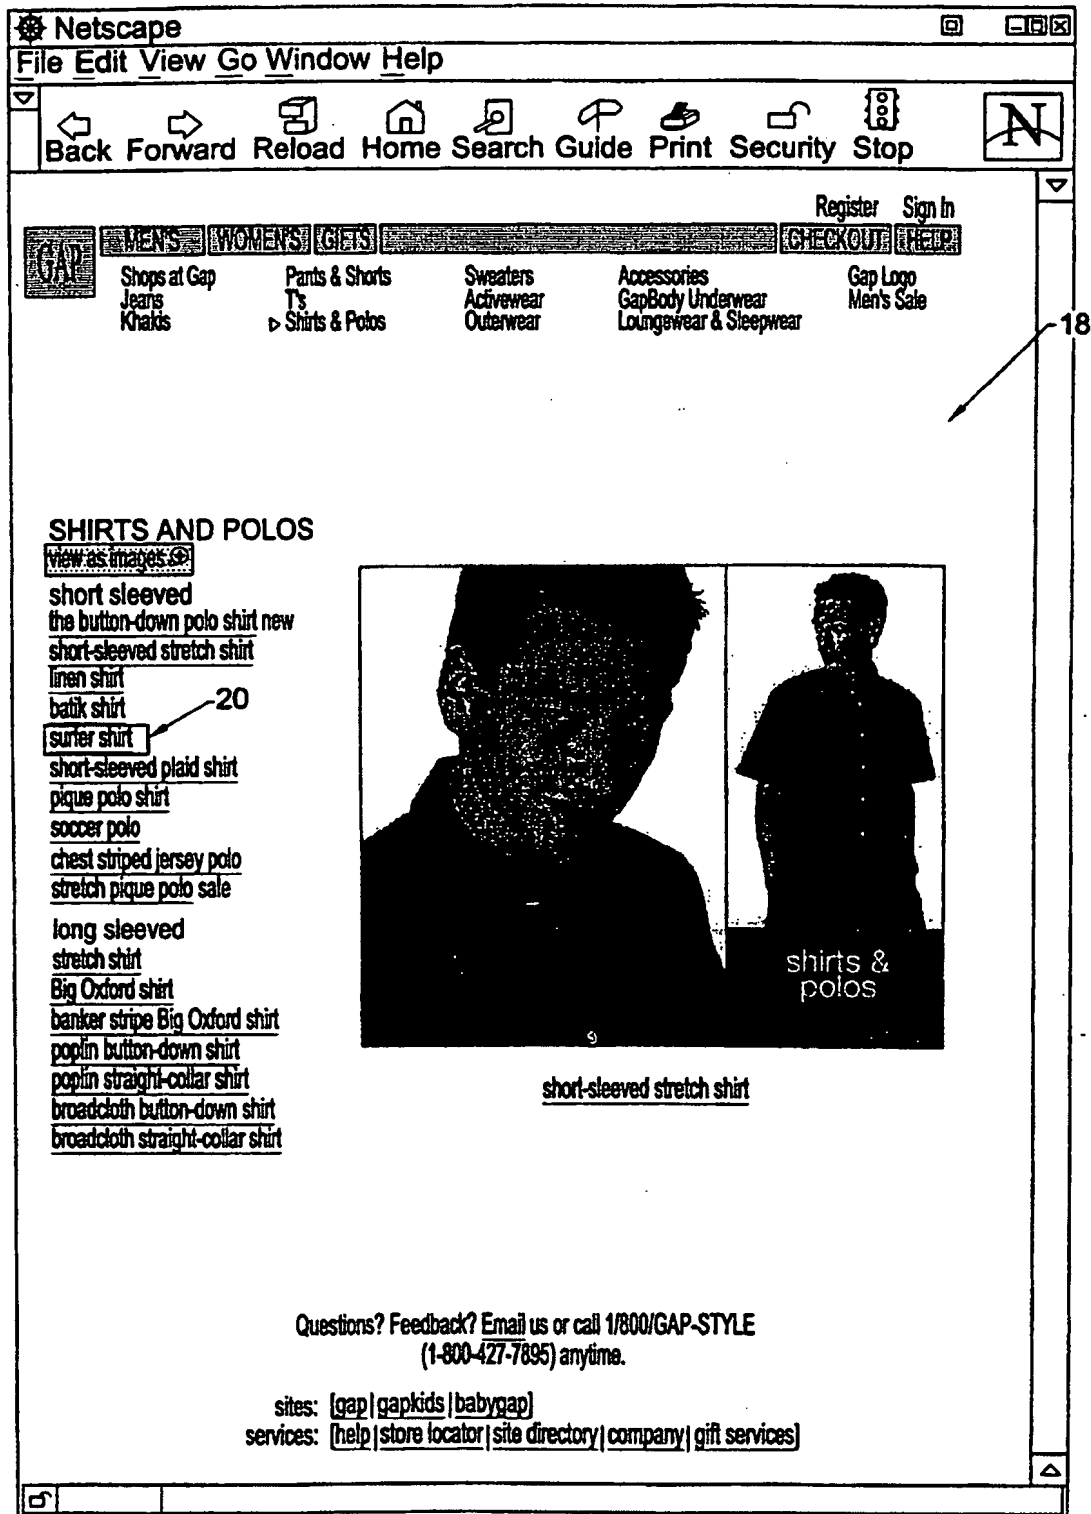 Netscape
File Edit View Go Window Help
Back Forward Reload Home Search Guide Print Security Stop
N
Register Sign In
GAP MEN'S WOMEN'S GIFTS CHECKOUT HELP
Shops at Gap Pants & Shorts Sweaters Accessories Gap Logo
Jeans T's Activewear GapBody Underwear Men's Sale
Khakis Shirts & Polos Outerwear Loungewear & Sleepwear
18
SHIRTS AND POLOS
view as images
short sleeved
the button-down polo shirt new
short-sleeved stretch shirt
linen shirt
batik shirt
20
surfer shirt
short-sleeved plaid shirt
pique polo shirt
soccer polo
chest striped jersey polo
stretch pique polo sale
long sleeved
stretch shirt
Big Oxford shirt
banker stripe Big Oxford shirt
poplin button-down shirt
poplin straight-collar shirt
broadcloth button-down shirt
broadcloth straight-collar shirt
shirts &
polos
short-sleeved stretch shirt
Questions? Feedback? Email us or call 1/800/GAP-STYLE
(1-800-427-7895) anytime.
sites: [gap|gapkids|babygap]
services: [help|store locator|site directory|company|gift services]